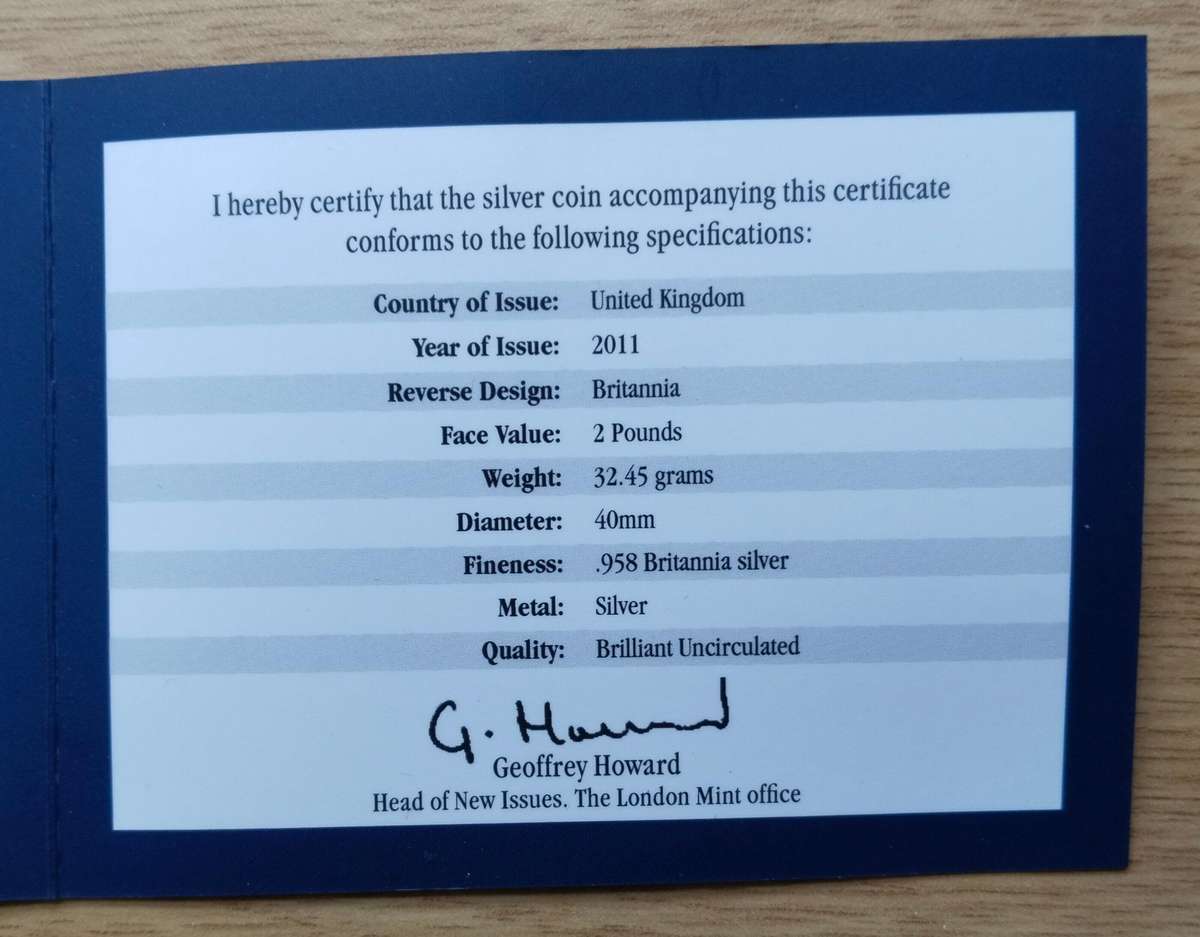 I hereby certify that the silver coin accompanying this certificate
conforms to the following specifications:
Country of Issue: United Kingdom
Year of Issue: 2011
Reverse Design: Britannia
Face Value: 2 Pounds
Weight: 32.45 grams
Diameter: 40mm
Fineness: .958 Britannia silver
Metal: Silver
Quality: Brilliant Uncirculated
G. Howard
Geoffrey Howard
Head of New Issues. The London Mint office